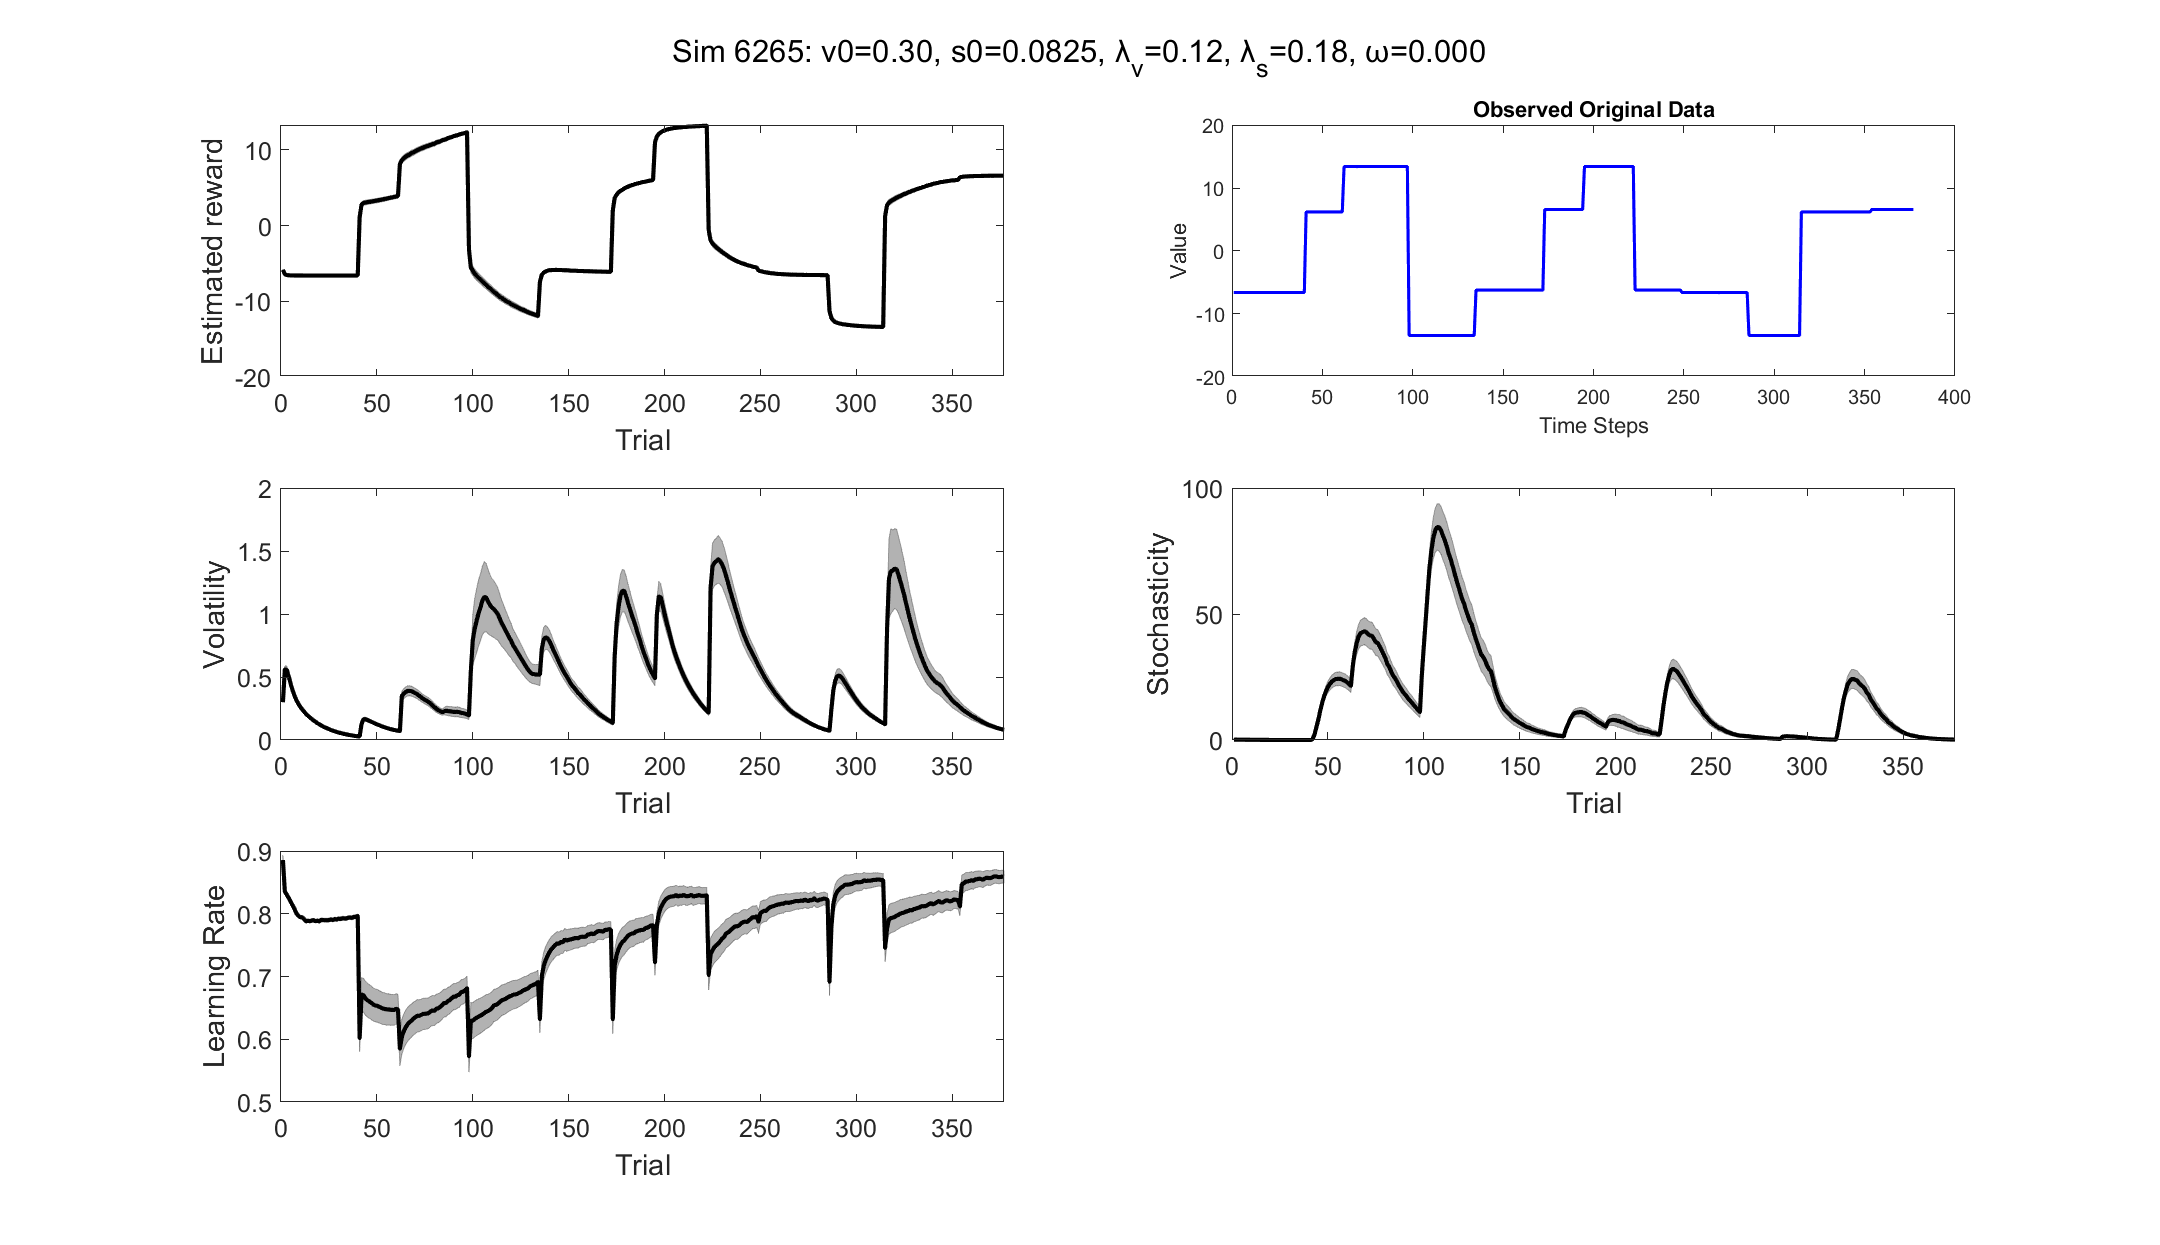 Sim 6265: v0=0.30, s0=0.0825, λ_v=0.12, λ_s=0.18, ω=0.000
Estimated reward
10
0
-10
-20
0 50 100 150 200 250 300 350
Trial
Observed Original Data
Value
20
10
0
-10
-20
0 50 100 150 200 250 300 350 400
Time Steps
Volatility
2
1.5
1
0.5
0
0 50 100 150 200 250 300 350
Trial
Stochasticity
100
50
0
0 50 100 150 200 250 300 350
Trial
Learning Rate
0.9
0.8
0.7
0.6
0.5
0 50 100 150 200 250 300 350
Trial